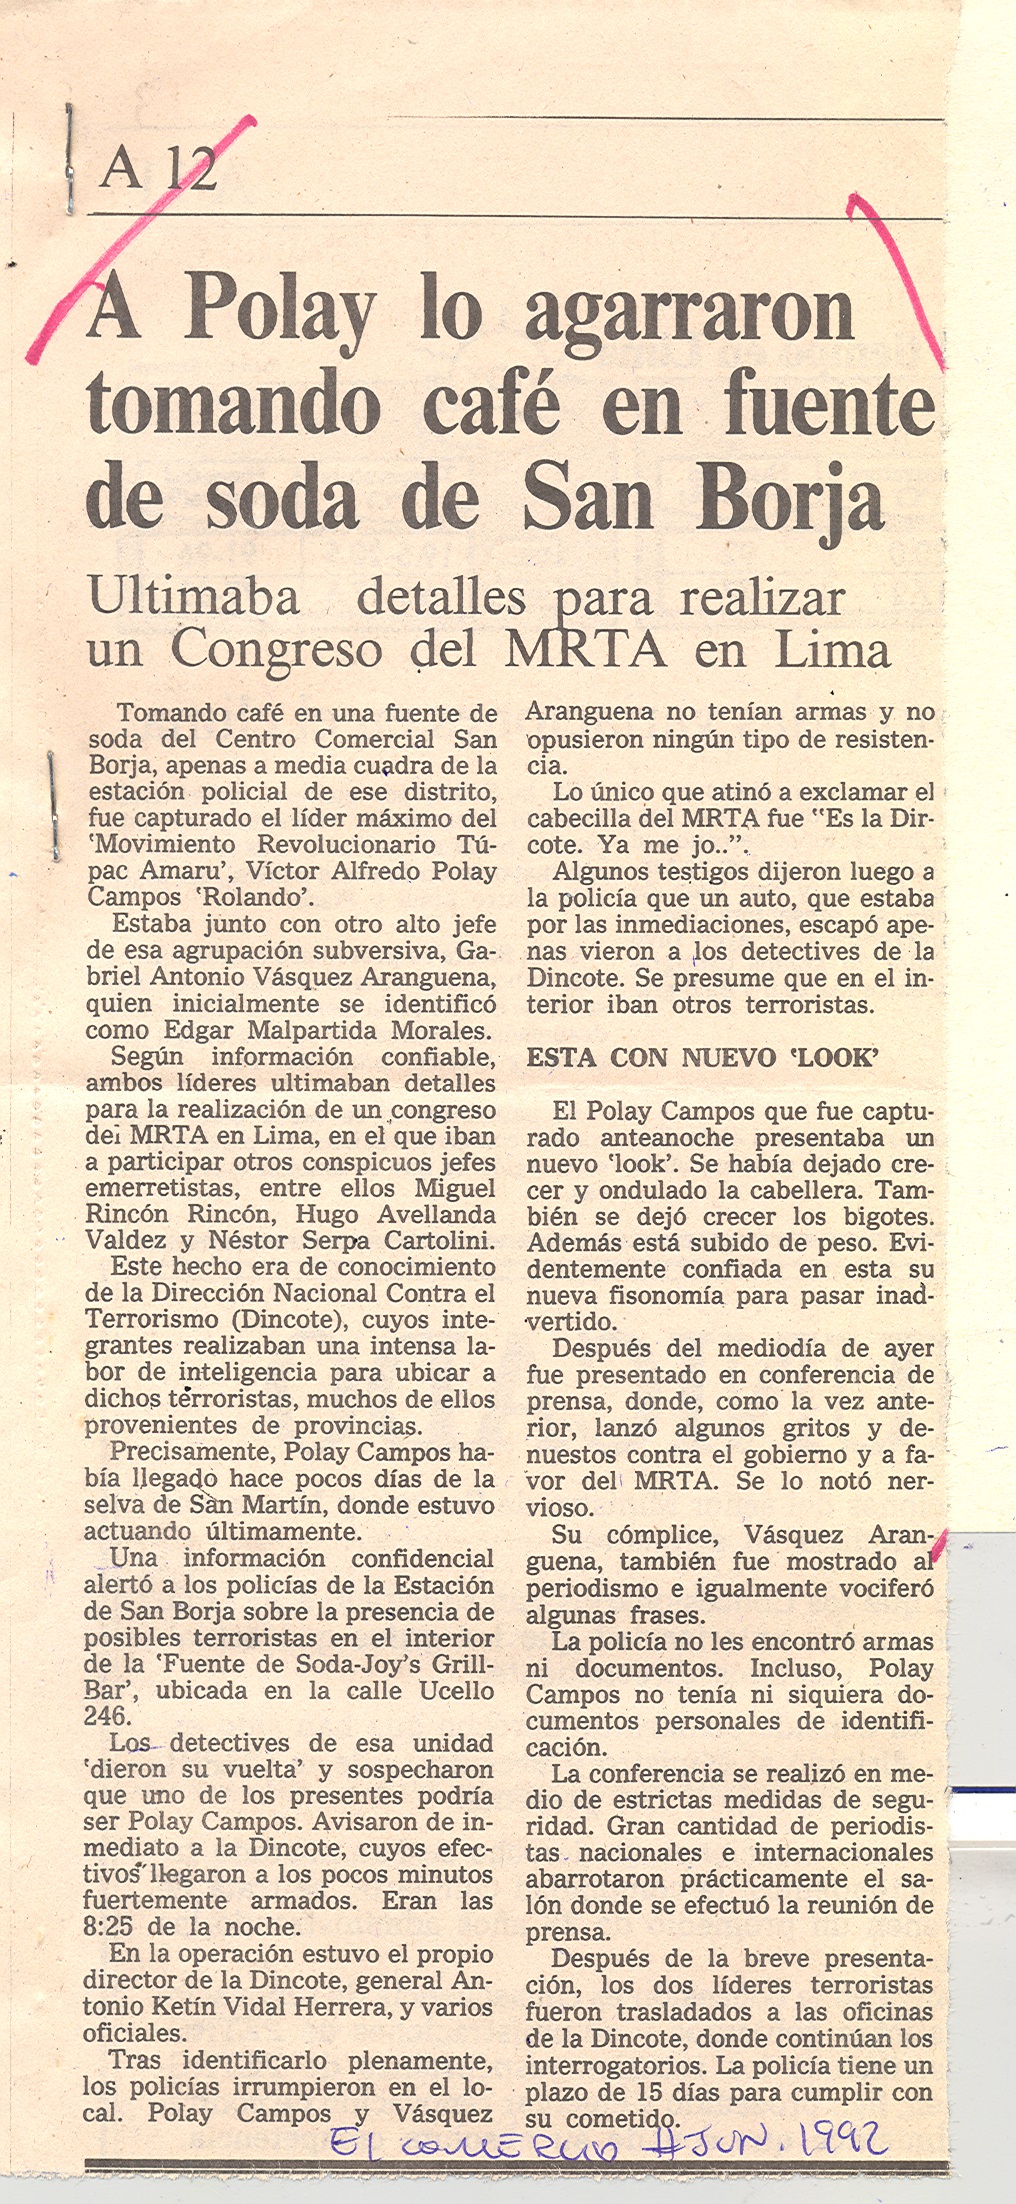 A 12
A Polay lo agarraron
tomando café en fuente
de soda de San Borja
Ultimaba detalles para realizar
un Congreso del MRTA en Lima
Tomando café en una fuente de
soda del Centro Comercial San
Borja, apenas a media cuadra de la
estación policial de ese distrito,
fue capturado el líder máximo del
‘Movimiento Revolucionario Tú-
pac Amaru’, Víctor Alfredo Polay
Campos ‘Rolando’.
Estaba junto con otro alto jefe
de esa agrupación subversiva, Ga-
briel Antonio Vásquez Aranguena,
quien inicialmente se identificó
como Edgar Malpartida Morales.
Según información confiable,
ambos líderes ultimaban detalles
para la realización de un congreso
del MRTA en Lima, en el que iban
a participar otros conspicuos jefes
emerretistas, entre ellos Miguel
Rincón Rincón, Hugo Avellanda
Valdez y Néstor Serpa Cartolini.
Este hecho era de conocimiento
de la Dirección Nacional Contra el
Terrorismo (Dincote), cuyos inte-
grantes realizaban una intensa la-
bor de inteligencia para ubicar a
dichos terroristas, muchos de ellos
provenientes de provincias.
Precisamente, Polay Campos ha-
bía llegado hace pocos días de la
selva de San Martín, donde estuvo
actuando últimamente.
Una información confidencial
alertó a los policías de la Estación
de San Borja sobre la presencia de
posibles terroristas en el interior
de la ‘Fuente de Soda-Joy’s Grill-
Bar’, ubicada en la calle Ucello
246.
Los detectives de esa unidad
‘dieron su vuelta’ y sospecharon
que uno de los presentes podría
ser Polay Campos. Avisaron de in-
mediato a la Dincote, cuyos efec-
tivos llegaron a los pocos minutos
fuertemente armados. Eran las
8:25 de la noche.
En la operación estuvo el propio
director de la Dincote, general An-
tonio Ketín Vidal Herrera, y varios
oficiales.
Tras identificarlo plenamente,
los policías irrumpieron en el lo-
cal. Polay Campos y Vásquez
Aranguena no tenían armas y no
opusieron ningún tipo de resisten-
cia.
Lo único que atinó a exclamar el
cabecilla del MRTA fue “Es la Dir-
cote. Ya me jo..”.
Algunos testigos dijeron luego a
la policía que un auto, que estaba
por las inmediaciones, escapó ape-
nas vieron a los detectives de la
Dincote. Se presume que en el in-
terior iban otros terroristas.
ESTA CON NUEVO ‘LOOK’
El Polay Campos que fue captu-
rado anteanoche presentaba un
nuevo ‘look’. Se había dejado cre-
cer y ondulado la cabellera. Tam-
bién se dejó crecer los bigotes.
Además está subido de peso. Evi-
dentemente confiada en esta su
nueva fisonomía para pasar inad-
vertido.
Después del mediodía de ayer
fue presentado en conferencia de
prensa, donde, como la vez ante-
rior, lanzó algunos gritos y de-
nuestos contra el gobierno y a fa-
vor del MRTA. Se lo notó ner-
vioso.
Su cómplice, Vásquez Aran-
guena, también fue mostrado al
periodismo e igualmente vociferó
algunas frases.
La policía no les encontró armas
ni documentos. Incluso, Polay
Campos no tenía ni siquiera do-
cumentos personales de identifi-
cación.
La conferencia se realizó en me-
dio de estrictas medidas de segu-
ridad. Gran cantidad de periodis-
tas nacionales e internacionales
abarrotaron prácticamente el sa-
lón donde se efectuó la reunión de
prensa.
Después de la breve presenta-
ción, los dos líderes terroristas
fueron trasladados a las oficinas
de la Dincote, donde continúan los
interrogatorios. La policía tiene un
plazo de 15 días para cumplir con
su cometido.
El Comercio JUN. 1992